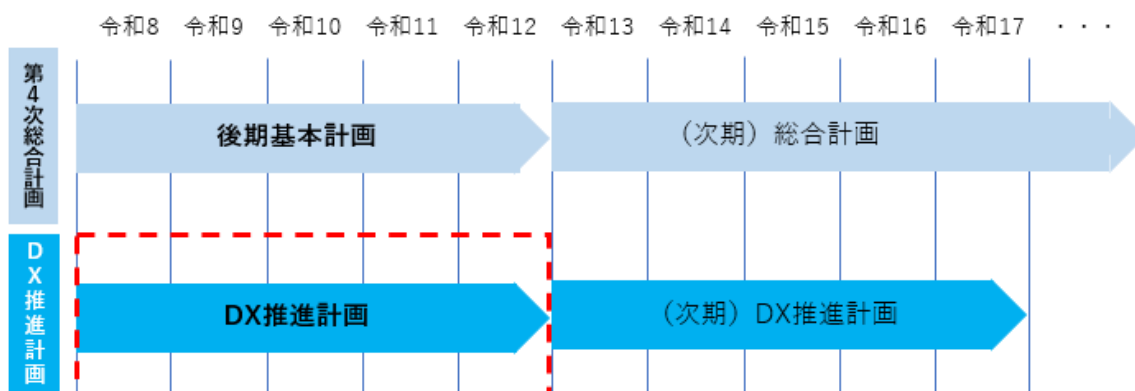 令和8 令和9 令和10 令和11 令和12 令和13 令和14 令和15 令和16 令和17 ・・・
第4次総合計画
後期基本計画
（次期）総合計画
DX推進計画
DX推進計画
（次期）DX推進計画